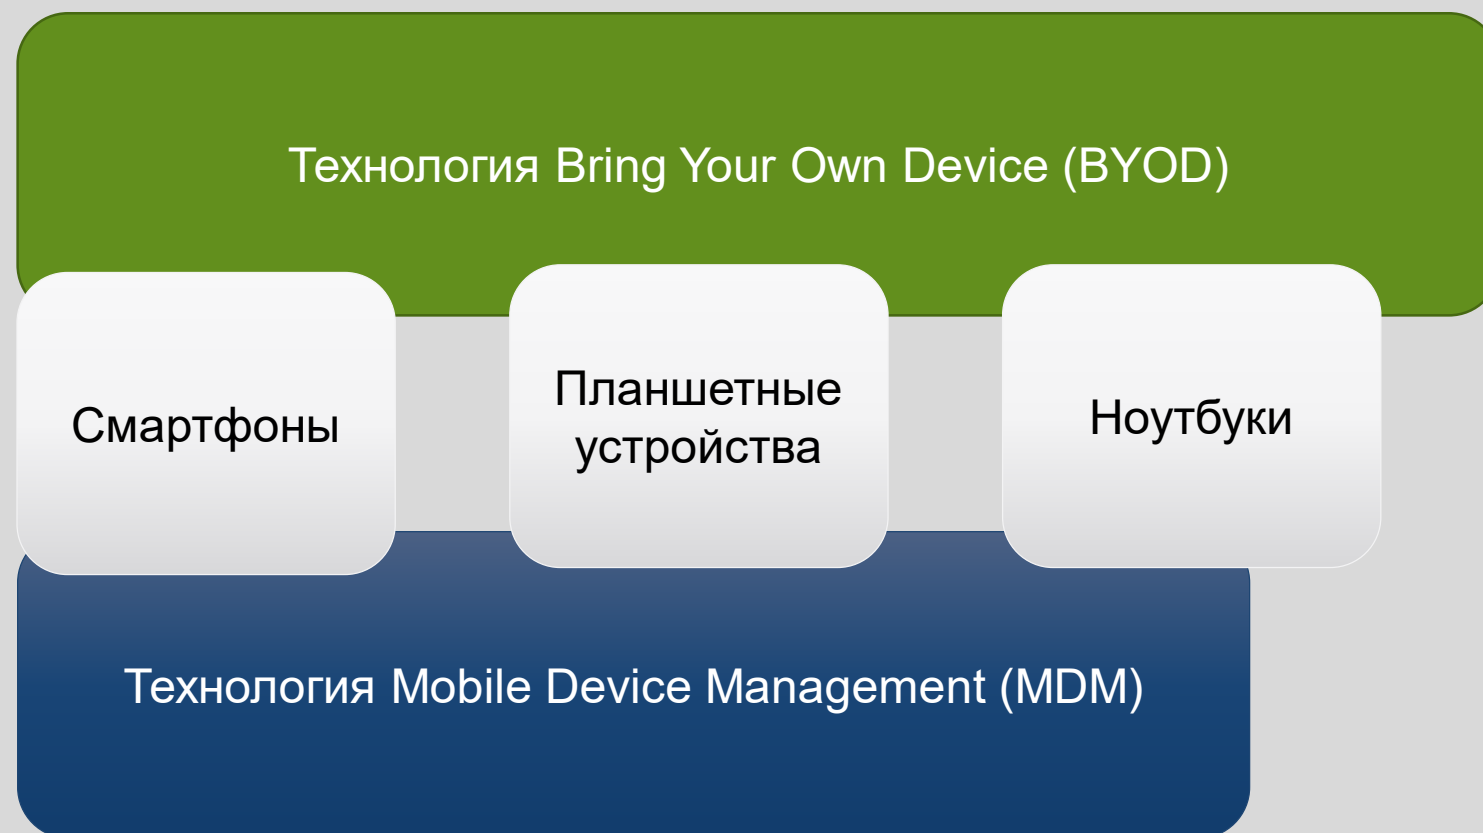 Технология Bring Your Own Device (BYOD)
Смартфоны
Планшетные
устройства
Ноутбуки
Технология Mobile Device Management (MDM)